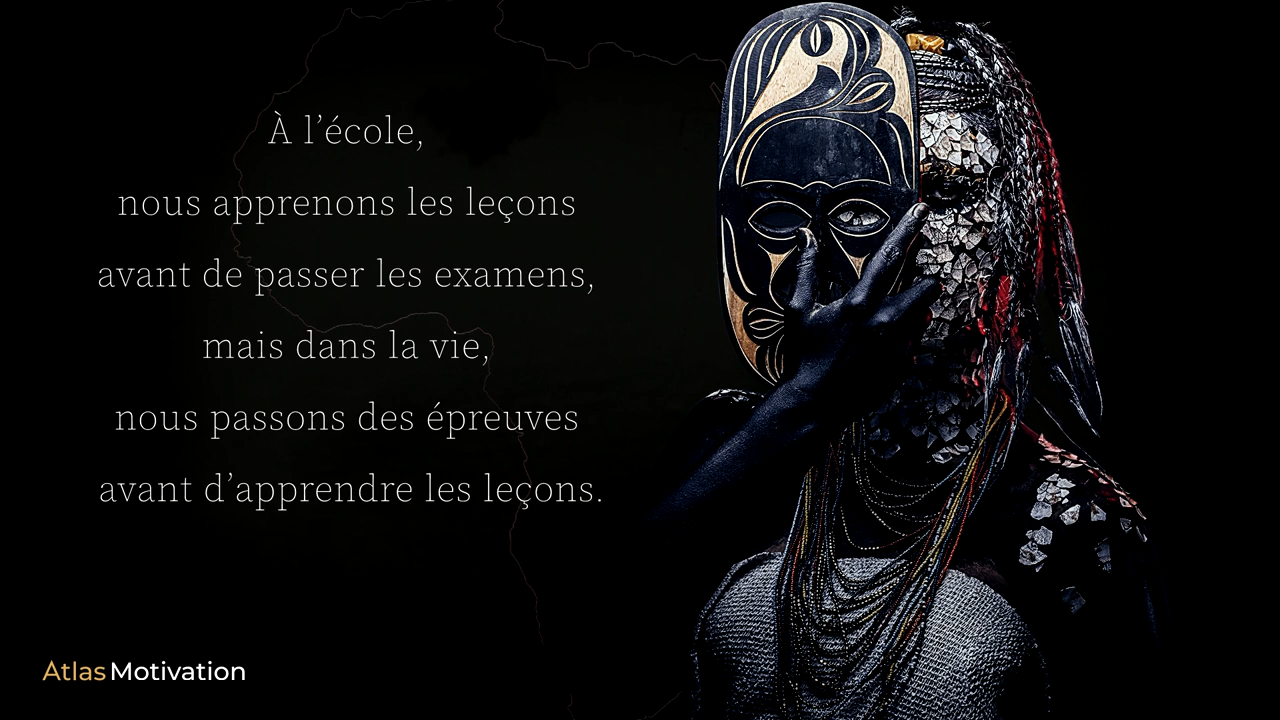 À l’école,
nous apprenons les leçons
avant de passer les examens,
mais dans la vie,
nous passons des épreuves
avant d’apprendre les leçons.
Atlas Motivation